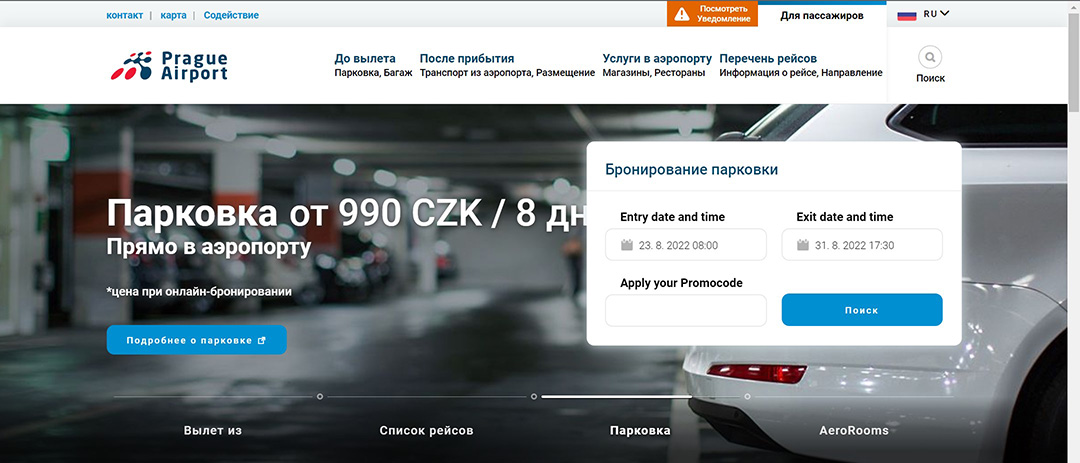 контакт | карта | Содействие
Посмотреть
Уведомление
Для пассажиров
RU
Prague
Airport
До вылета
Парковка, Багаж
После прибытия
Транспорт из аэропорта, Размещение
Услуги в аэропорту
Магазины, Рестораны
Перечень рейсов
Информация о рейсе, Направление
Поиск
Парковка от 990 CZK / 8 дн
Прямо в аэропорту
*цена при онлайн-бронировании
Подробнее о парковке
Бронирование парковки
Entry date and time
Exit date and time
23. 8. 2022 08:00
31. 8. 2022 17:30
Apply your Promocode
Поиск
Вылет из
Список рейсов
Парковка
AeroRooms